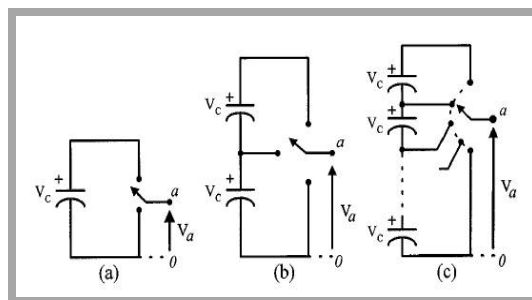 + V_c a V_a 0 (a)
+ V_c + V_c a V_a 0 (b)
+ V_c + V_c + V_c a V_a 0 (c)